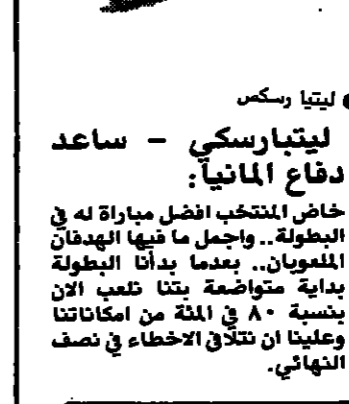 ● ليتيا رسكص
ليتبارسكي - ساعد
دفاع المانيا:
خاض المنتخب افضل مباراة له في
البطولة.. واجمل ما فيها الهدفان
الملعوبان.. بعدما بدأنا البطولة
بداية متواضعة بتنا نلعب الان
بنسبة ٨٠ في المئة من امكاناتنا
وعلينا ان نتلافى الاخطاء في نصف
النهائي.